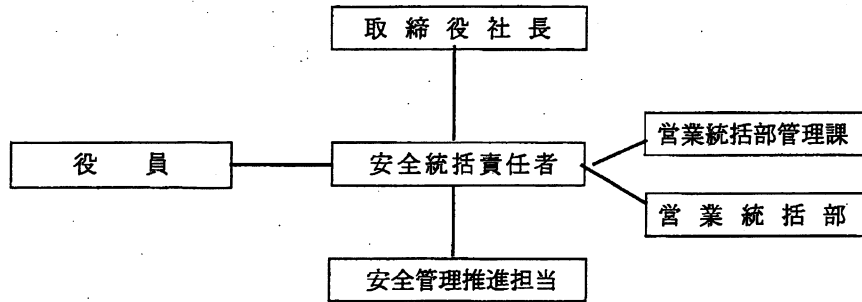 取締役社長
営業統括部管理課
役員
安全統括責任者
営業統括部
安全管理推進担当